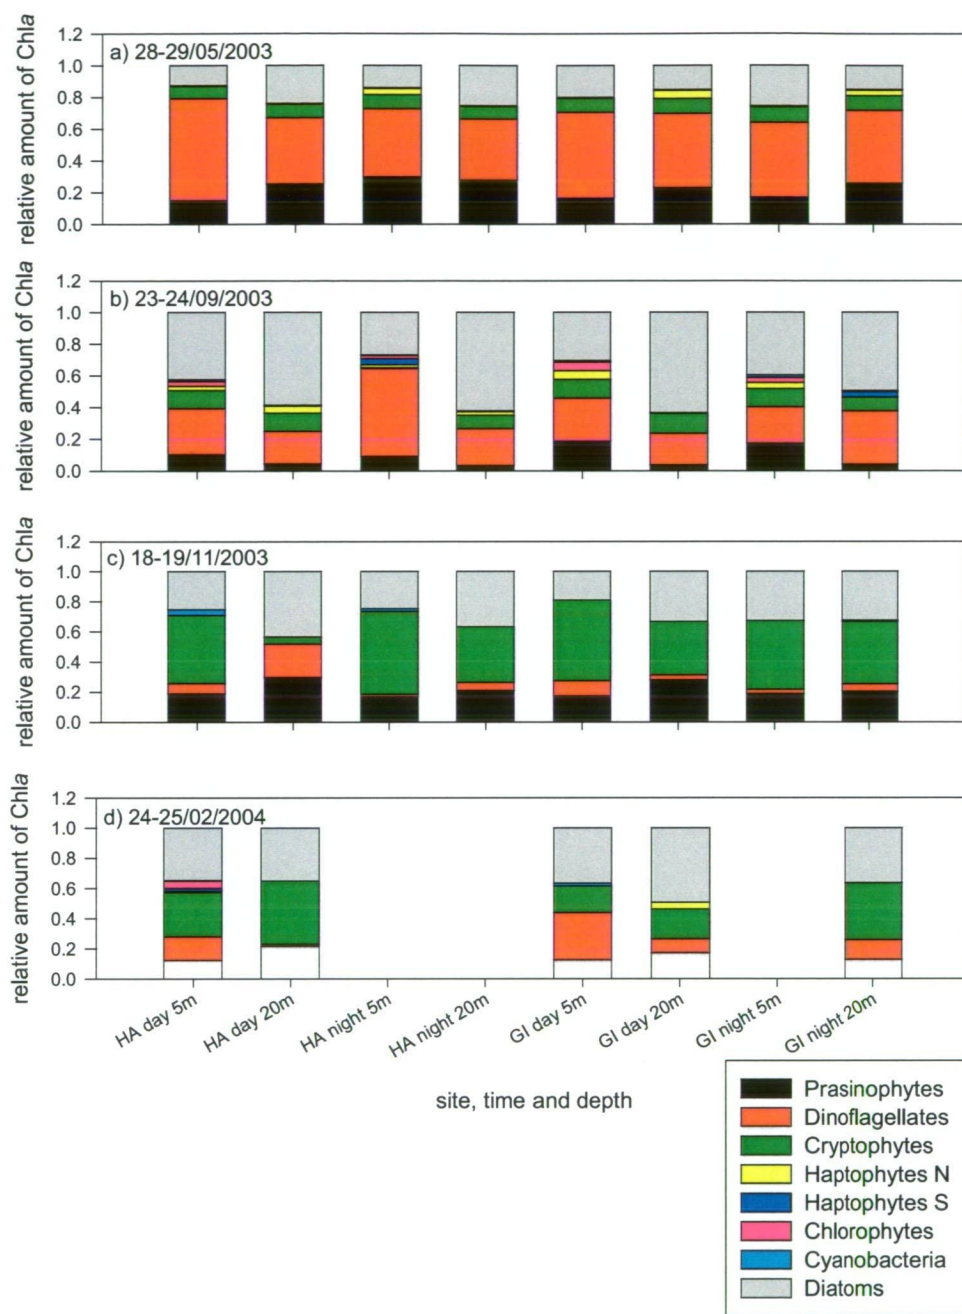 a) 28-29/05/2003
relative amount of Chla
1.2
1.0
0.8
0.6
0.4
0.2
0.0
b) 23-24/09/2003
relative amount of Chla
1.2
1.0
0.8
0.6
0.4
0.2
0.0
c) 18-19/11/2003
relative amount of Chla
1.2
1.0
0.8
0.6
0.4
0.2
0.0
d) 24-25/02/2004
relative amount of Chla
1.2
1.0
0.8
0.6
0.4
0.2
0.0
HA day 5m
HA day 20m
HA night 5m
HA night 20m
GI day 5m
GI day 20m
GI night 5m
GI night 20m
site, time and depth
Prasinophytes
Dinoflagellates
Cryptophytes
Haptophytes N
Haptophytes S
Chlorophytes
Cyanobacteria
Diatoms